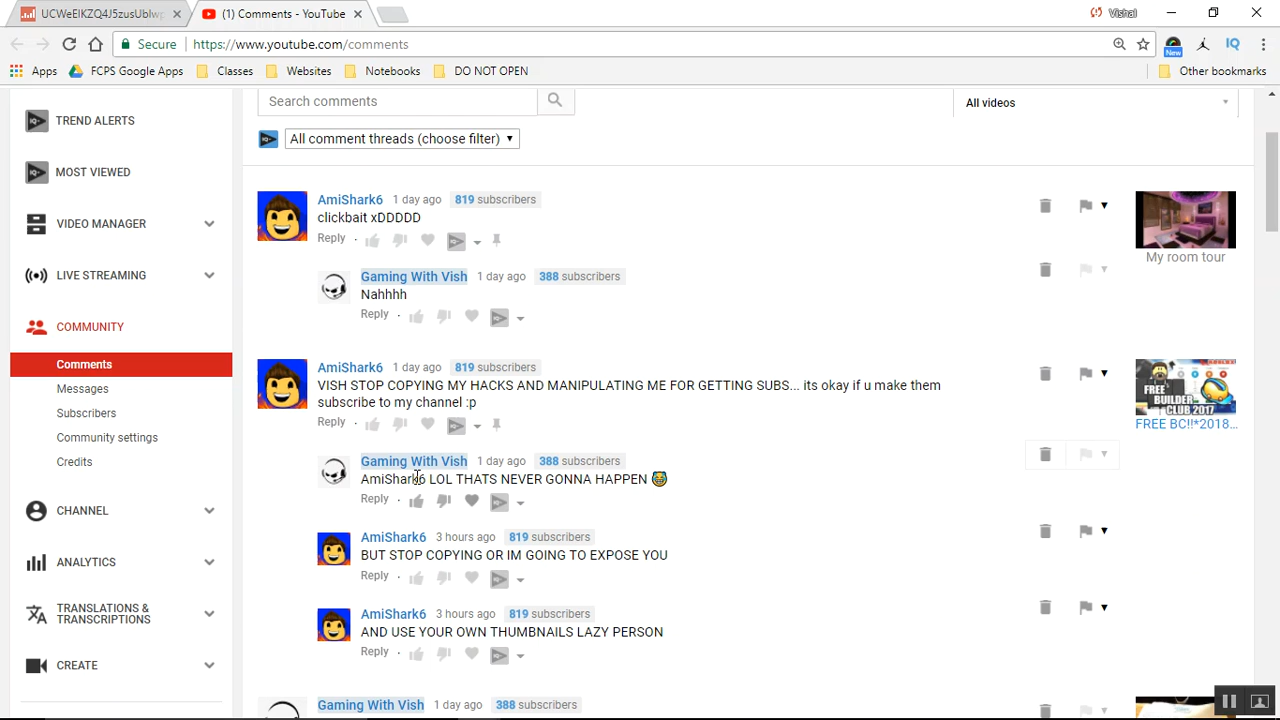 UCWeEIKZQ4J5zusUblwp
(1) Comments - YouTube
Vishal
Secure
https://www.youtube.com/comments
New
IQ
Apps
FCPS Google Apps
Classes
Websites
Notebooks
DO NOT OPEN
Other bookmarks
TREND ALERTS
MOST VIEWED
VIDEO MANAGER
LIVE STREAMING
COMMUNITY
Comments
Messages
Subscribers
Community settings
Credits
CHANNEL
ANALYTICS
TRANSLATIONS &
TRANSCRIPTIONS
CREATE
Search comments
All videos
All comment threads (choose filter)
AmiShark6 1 day ago 819 subscribers
clickbait xDDDDD
Reply
My room tour
Gaming With Vish 1 day ago 388 subscribers
Nahhhh
Reply
AmiShark6 1 day ago 819 subscribers
VISH STOP COPYING MY HACKS AND MANIPULATING ME FOR GETTING SUBS... its okay if u make them
subscribe to my channel :p
Reply
FREE
BUILDER
CLUB 2017
FREE BC!!*2018...
Gaming With Vish 1 day ago 388 subscribers
AmiShark6 LOL THATS NEVER GONNA HAPPEN 😹
Reply
AmiShark6 3 hours ago 819 subscribers
BUT STOP COPYING OR IM GOING TO EXPOSE YOU
Reply
AmiShark6 3 hours ago 819 subscribers
AND USE YOUR OWN THUMBNAILS LAZY PERSON
Reply
Gaming With Vish 1 day ago 388 subscribers